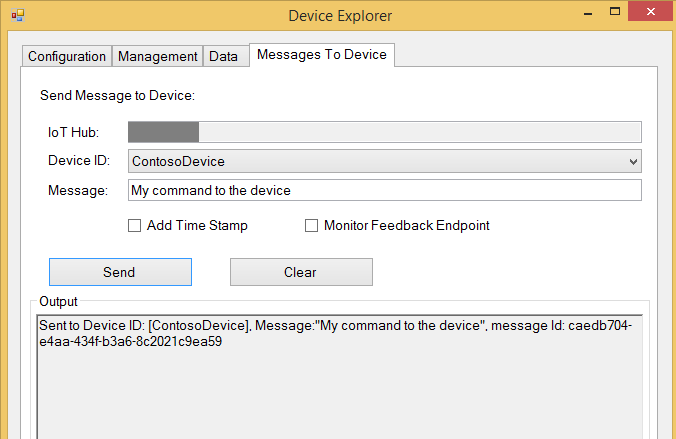 Device Explorer
Configuration Management Data Messages To Device
Send Message to Device:
IoT Hub:
Device ID: ContosoDevice
Message: My command to the device
Add Time Stamp Monitor Feedback Endpoint
Send Clear
Output
Sent to Device ID: [ContosoDevice], Message:"My command to the device", message Id: caedb704-
e4aa-434f-b3a6-8c2021c9ea59